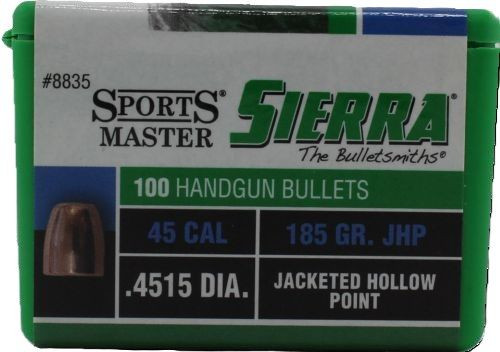 #8835
SPORTS® MASTER
SIERRA®
The Bulletsmiths®
100 HANDGUN BULLETS
45 CAL
185 GR. JHP
.4515 DIA.
JACKETED HOLLOW
POINT